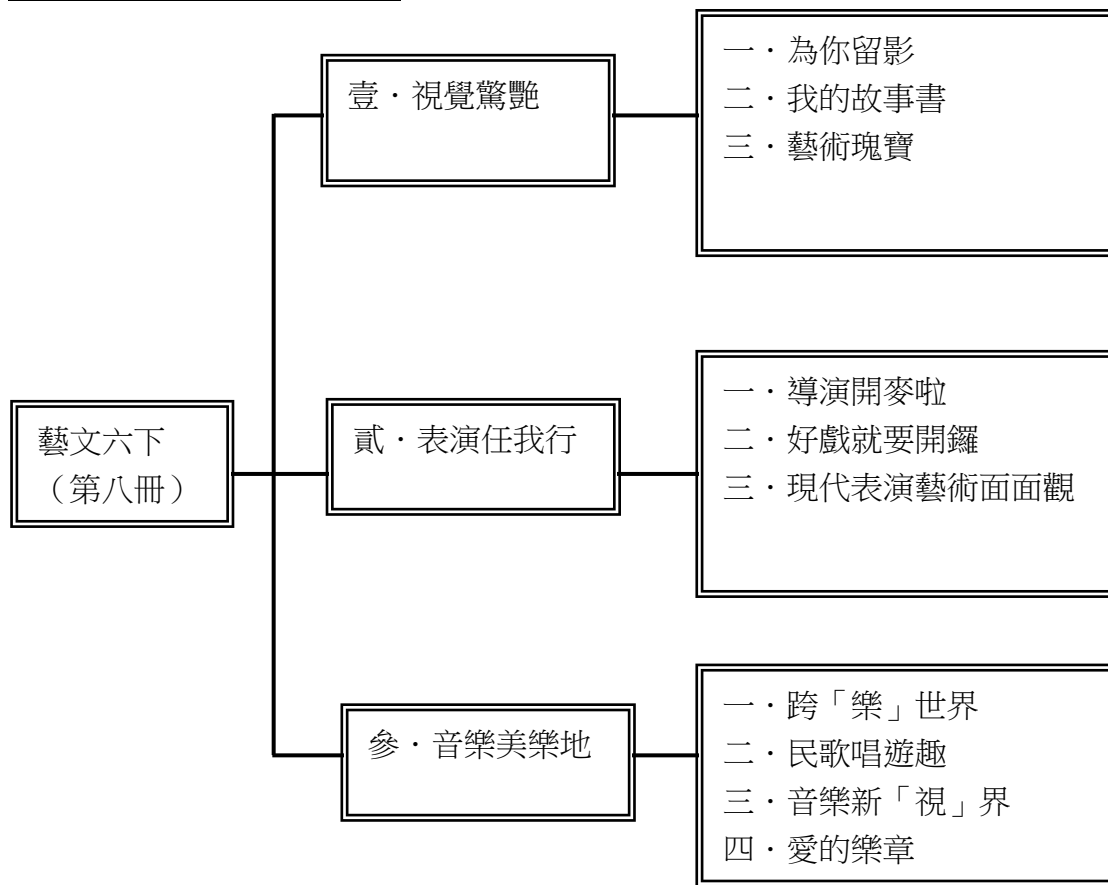 壹．視覺驚艷
一．為你留影
二．我的故事書
三．藝術瑰寶
藝文六下
（第八冊）
貳．表演任我行
一．導演開麥啦
二．好戲就要開鑼
三．現代表演藝術面面觀
參．音樂美樂地
一．跨「樂」世界
二．民歌唱遊趣
三．音樂新「視」界
四．愛的樂章